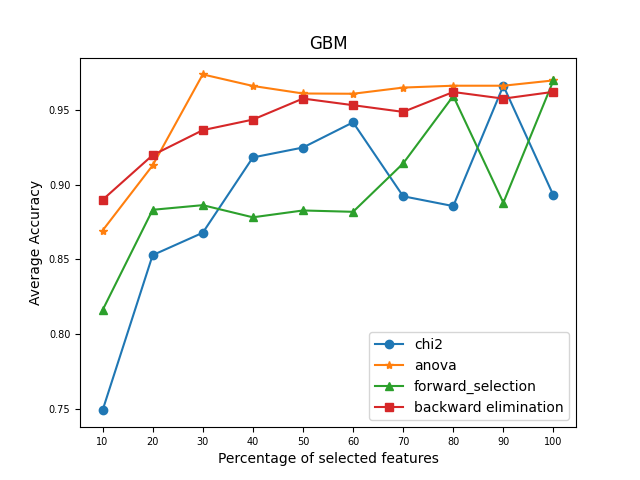 GBM
Average Accuracy
0.95
0.90
0.85
0.80
0.75
chi2
anova
forward_selection
backward elimination
10 20 30 40 50 60 70 80 90 100
Percentage of selected features